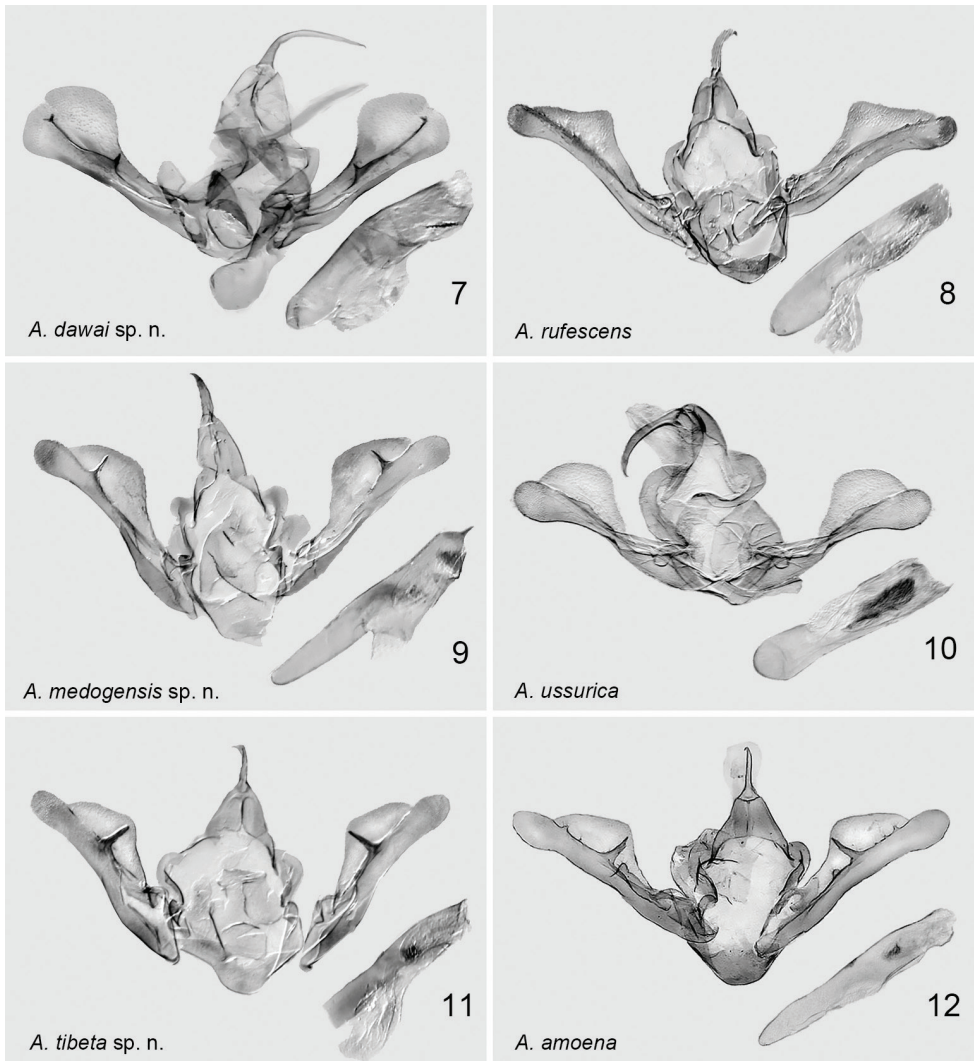 7
A. dawai sp. n.
8
A. rufescens
9
A. medogensis sp. n.
10
A. ussurica
11
A. tibeta sp. n.
12
A. amoena